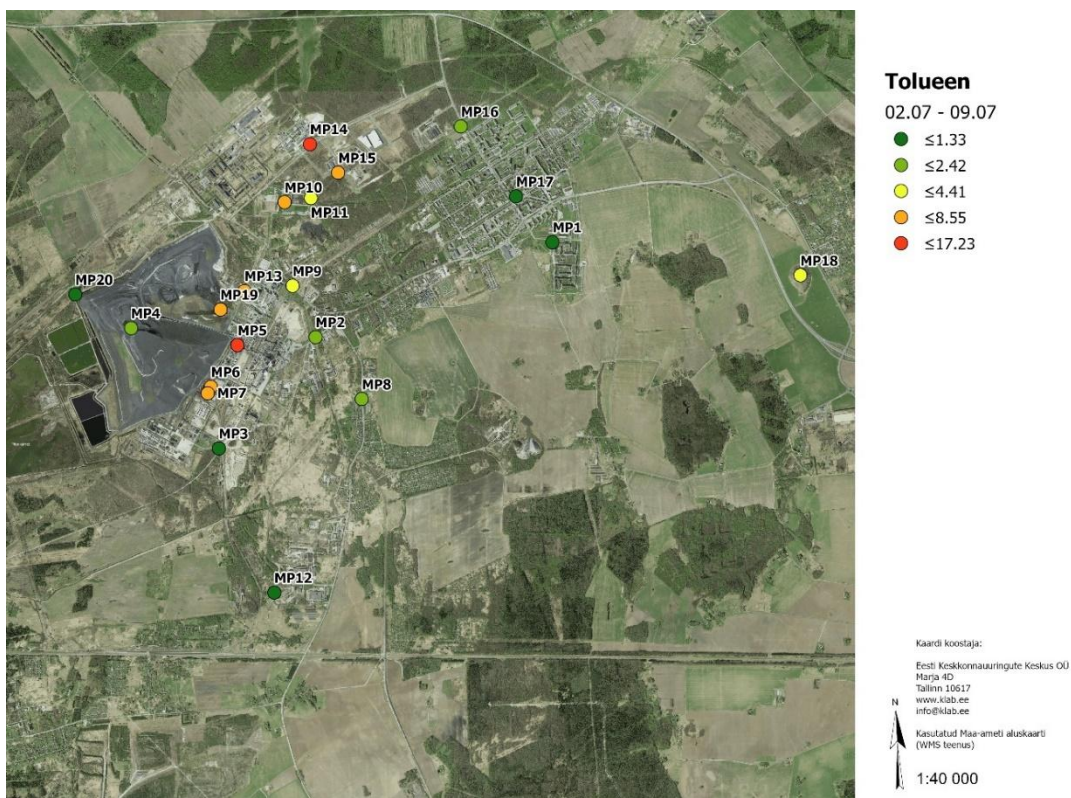 Tolueen
02.07 - 09.07
≤1.33
≤2.42
≤4.41
≤8.55
≤17.23
MP16
MP14
MP15
MP17
MP10
MP11
MP1
MP18
MP20
MP13
MP9
MP19
MP4
MP5
MP2
MP6
MP7
MP8
MP3
MP12
Kaardi koostaja:
Eesti Keskkonnauuringute Keskus OÜ
Marja 4D
Tallinn 10617
www.klab.ee
info@klab.ee
Kasutatud Maa-ameti aluskaarti
(WMS teenus)
N
1:40 000